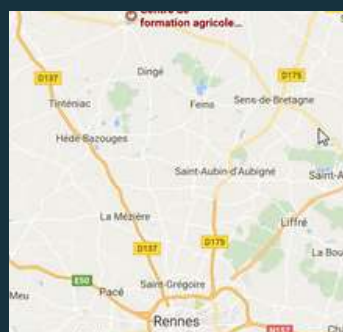 Centre de
formation agricole...
D137
Dingé
D175
Tinténiac
Feins
Sens-de-Bretagne
Hédé-Bazouges
Saint-Aubin-d'Aubigné
Saint-A
La Mézière
Liffré
D137
D175
La Bou
E50
Saint-Grégoire
Meu
Pacé
Rennes
N157